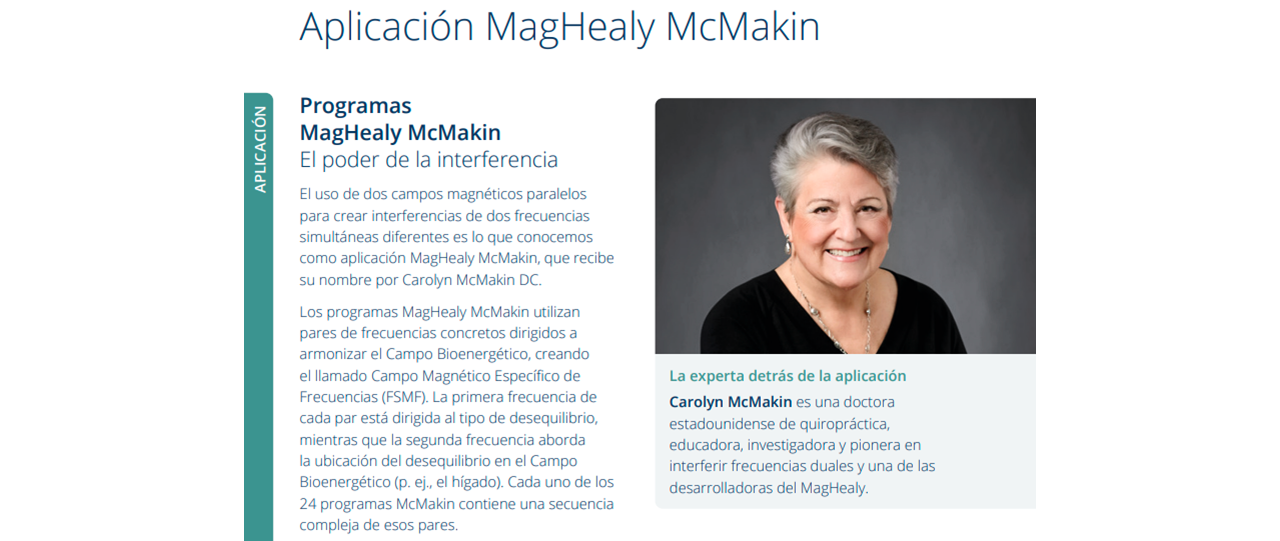 Aplicación MagHealy McMakin
APLICACIÓN
Programas
MagHealy McMakin
El poder de la interferencia
El uso de dos campos magnéticos paralelos
para crear interferencias de dos frecuencias
simultáneas diferentes es lo que conocemos
como aplicación MagHealy McMakin, que recibe
su nombre por Carolyn McMakin DC.
Los programas MagHealy McMakin utilizan
pares de frecuencias concretos dirigidos a
armonizar el Campo Bioenergético, creando
el llamado Campo Magnético Específico de
Frecuencias (FSMF). La primera frecuencia de
cada par está dirigida al tipo de desequilibrio,
mientras que la segunda frecuencia aborda
la ubicación del desequilibrio en el Campo
Bioenergético (p. ej., el hígado). Cada uno de los
24 programas McMakin contiene una secuencia
compleja de esos pares.
La experta detrás de la aplicación
Carolyn McMakin es una doctora
estadounidense de quiropráctica,
educadora, investigadora y pionera en
interferir frecuencias duales y una de las
desarrolladoras del MagHealy.